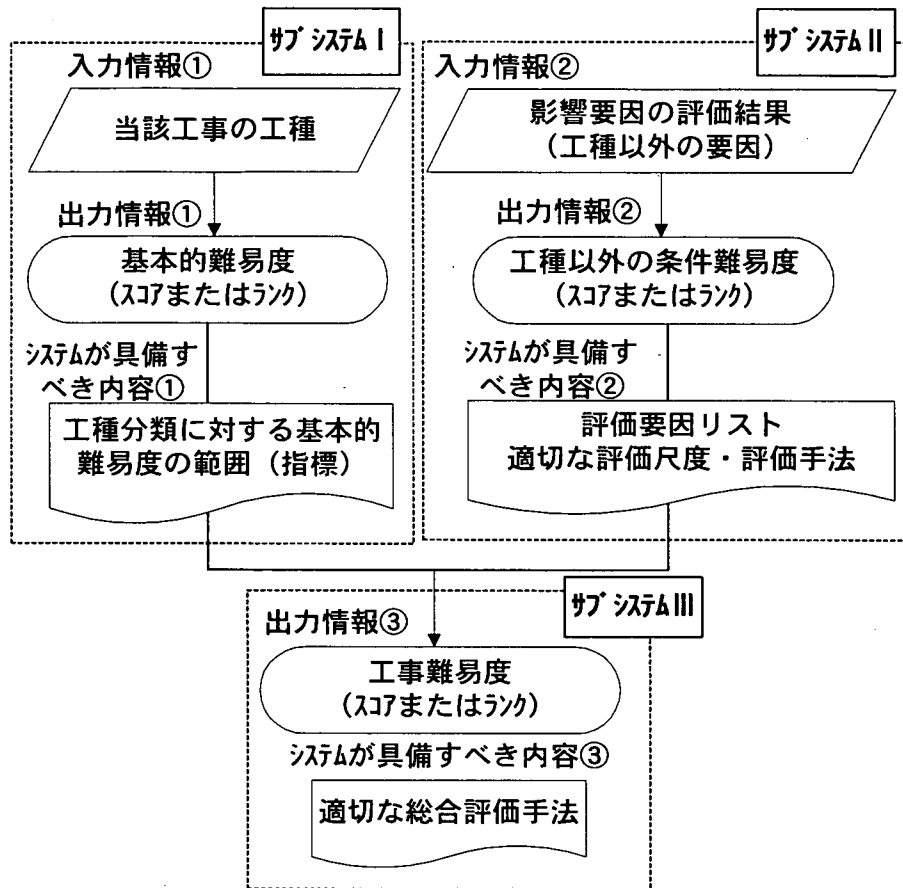 サブシステムI
入力情報①
当該工事の工種
出力情報①
基本的難易度
(スコアまたはランク)
システムが具備す
べき内容①
工種分類に対する基本的
難易度の範囲（指標）
サブシステムII
入力情報②
影響要因の評価結果
（工種以外の要因）
出力情報②
工種以外の条件難易度
(スコアまたはランク)
システムが具備す
べき内容②
評価要因リスト
適切な評価尺度・評価手法
サブシステムIII
出力情報③
工事難易度
(スコアまたはランク)
システムが具備すべき内容③
適切な総合評価手法